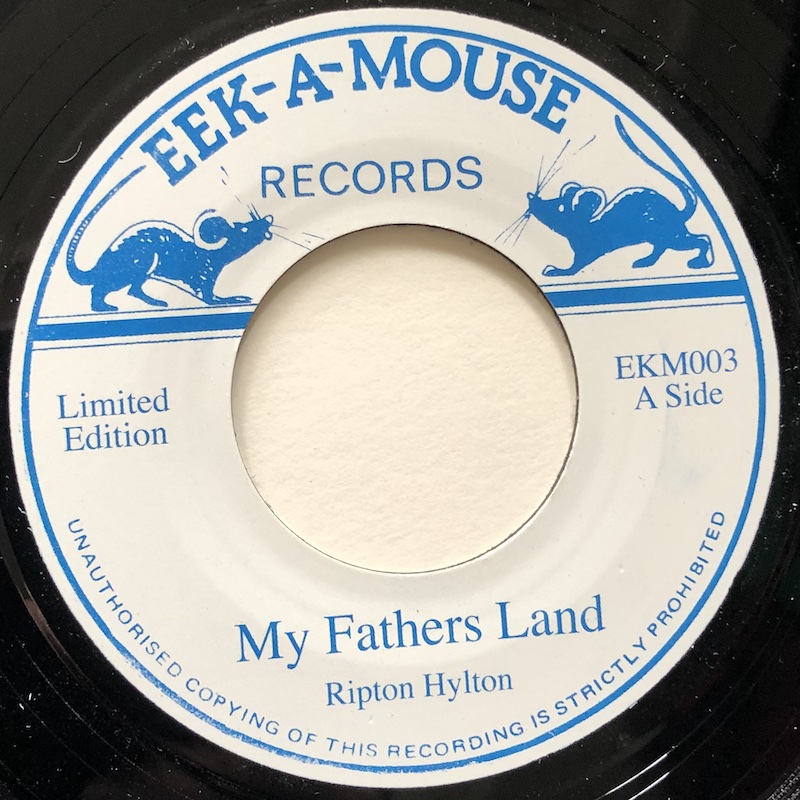 EEK-A-MOUSE
RECORDS
Limited
Edition
EKM003
A Side
My Fathers Land
Ripton Hylton
UNAUTHORISED COPYING OF THIS RECORDING IS STRICTLY PROHIBITED